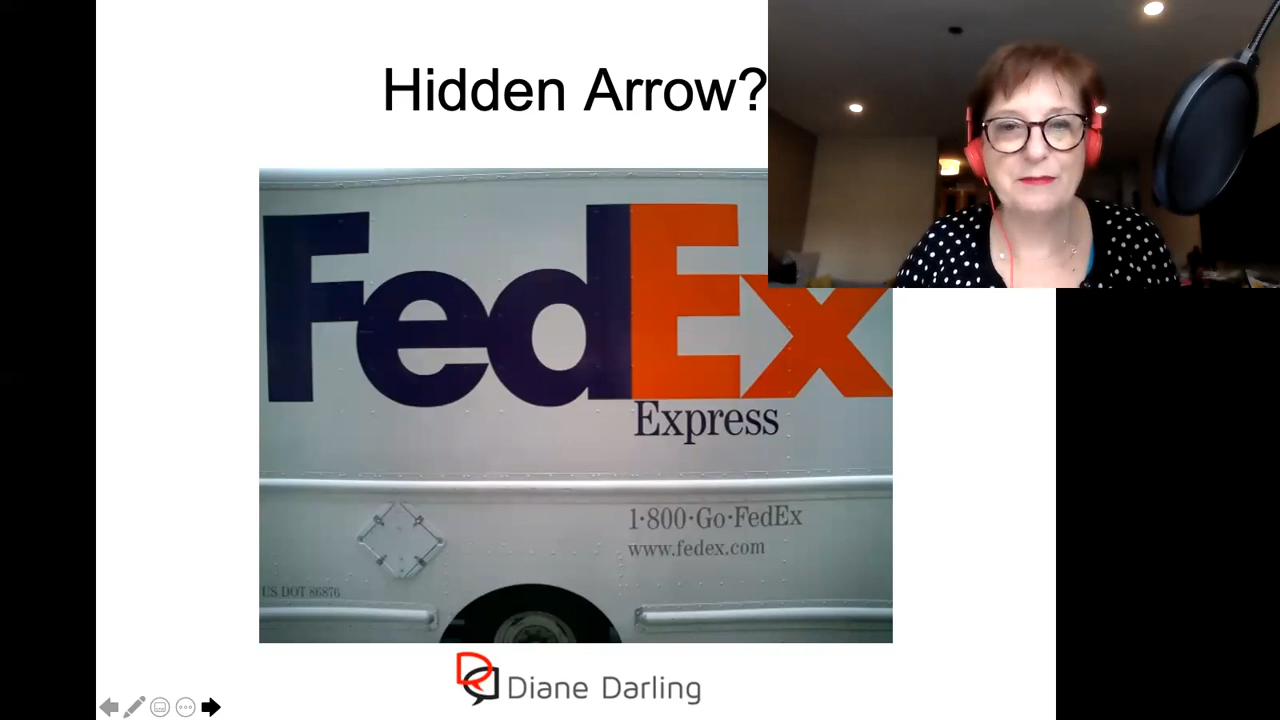 Hidden Arrow?
FedEx
Express
1·800·Go·FedEx
www.fedex.com
US DOT 86876
Diane Darling